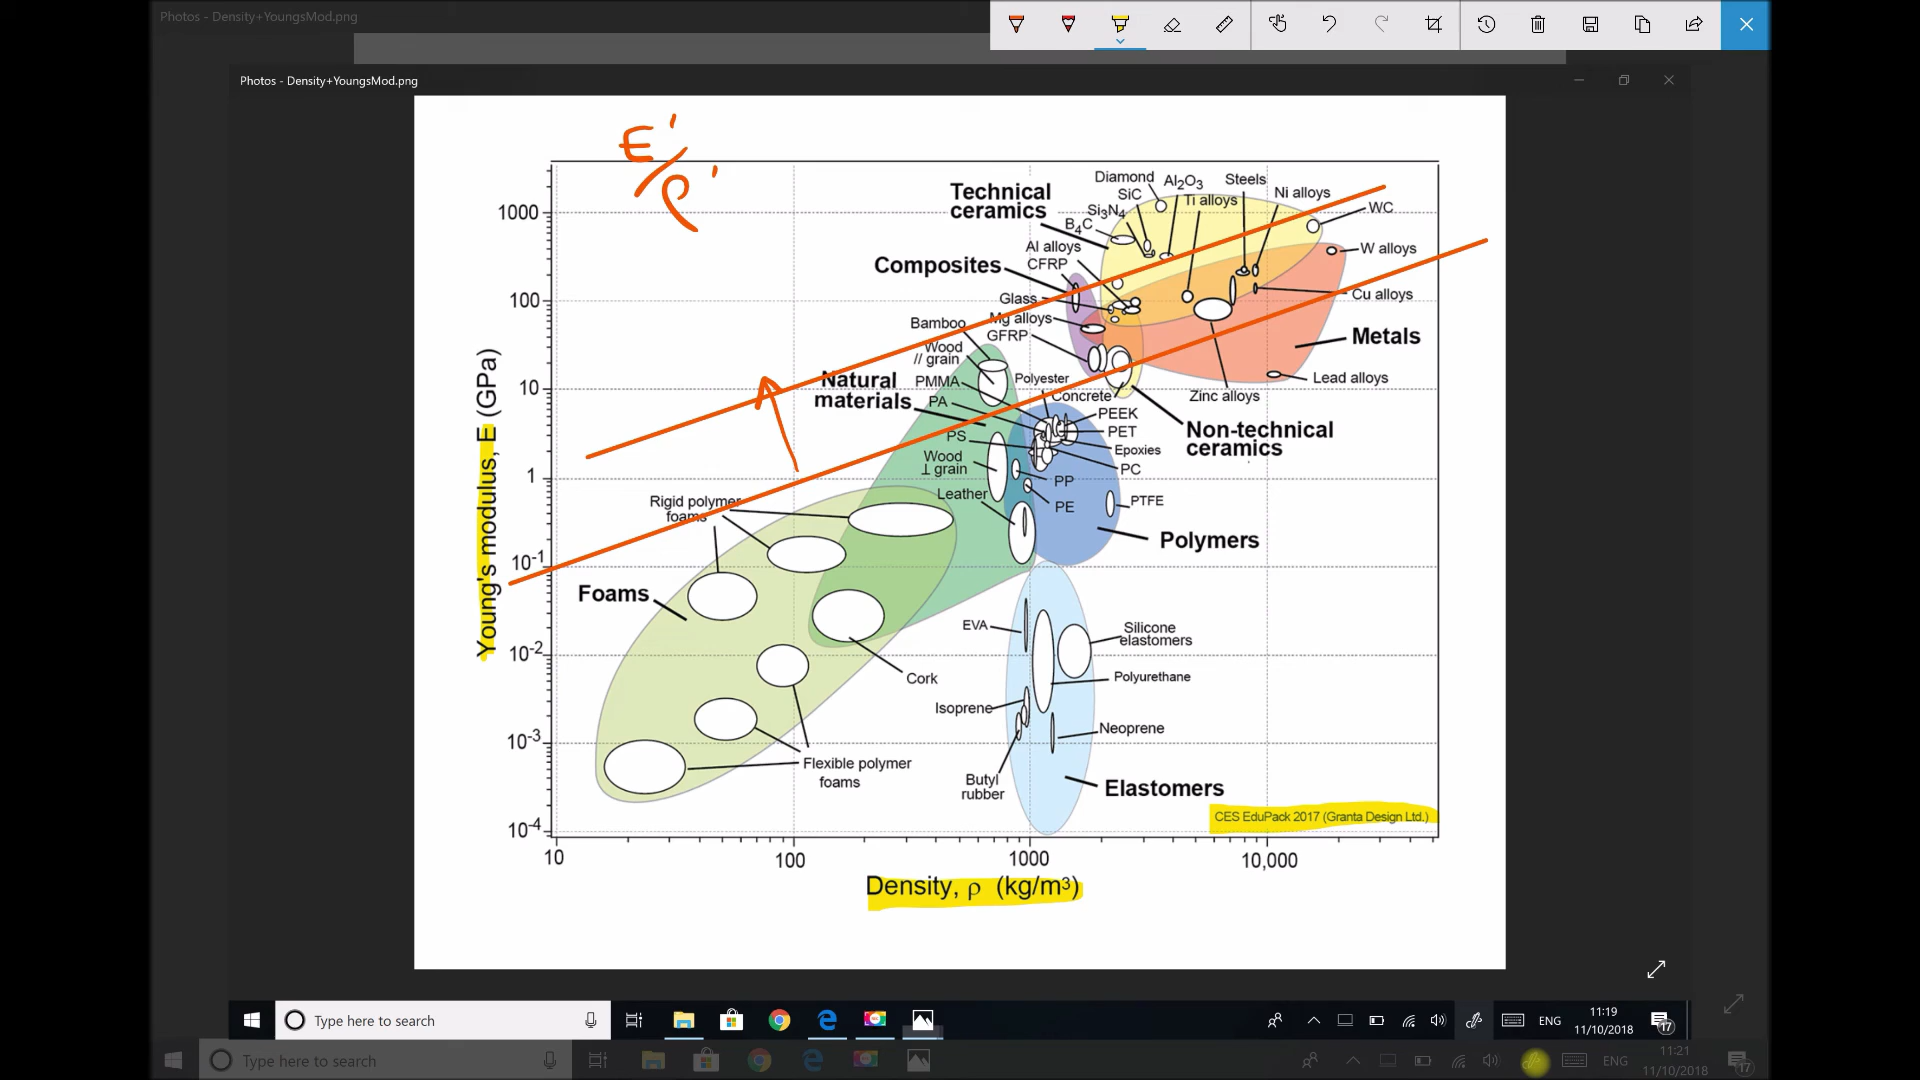 Photos - Density+YoungsMod.png
Photos - Density+YoungsMod.png
E'
/
ρ'
Technical
ceramics
Diamond
Al2O3
Steels
SiC
Ti alloys
Ni alloys
Si3N4
WC
B4C
1000
Al alloys
CFRP
W alloys
Composites
Glass
Cu alloys
100
Mg alloys
Bamboo
GFRP
Metals
Wood
// grain
Natural
materials
PMMA
Polyester
Lead alloys
10
PA
Concrete
Zinc alloys
PEEK
PS
PET
Non-technical
ceramics
Epoxies
Wood
⊥ grain
PC
1
PP
Leather
PE
PTFE
Rigid polymer
foams
Polymers
10-1
Foams
EVA
Silicone
elastomers
10-2
Cork
Polyurethane
Isoprene
Neoprene
10-3
Flexible polymer
foams
Butyl
rubber
Elastomers
CES EduPack 2017 (Granta Design Ltd.)
10-4
Young's modulus, E (GPa)
10
100
1000
10,000
Density, ρ (kg/m3)
Type here to search
ENG
11:19
11/10/2018
17
Type here to search
ENG
11:21
11/10/2018
17